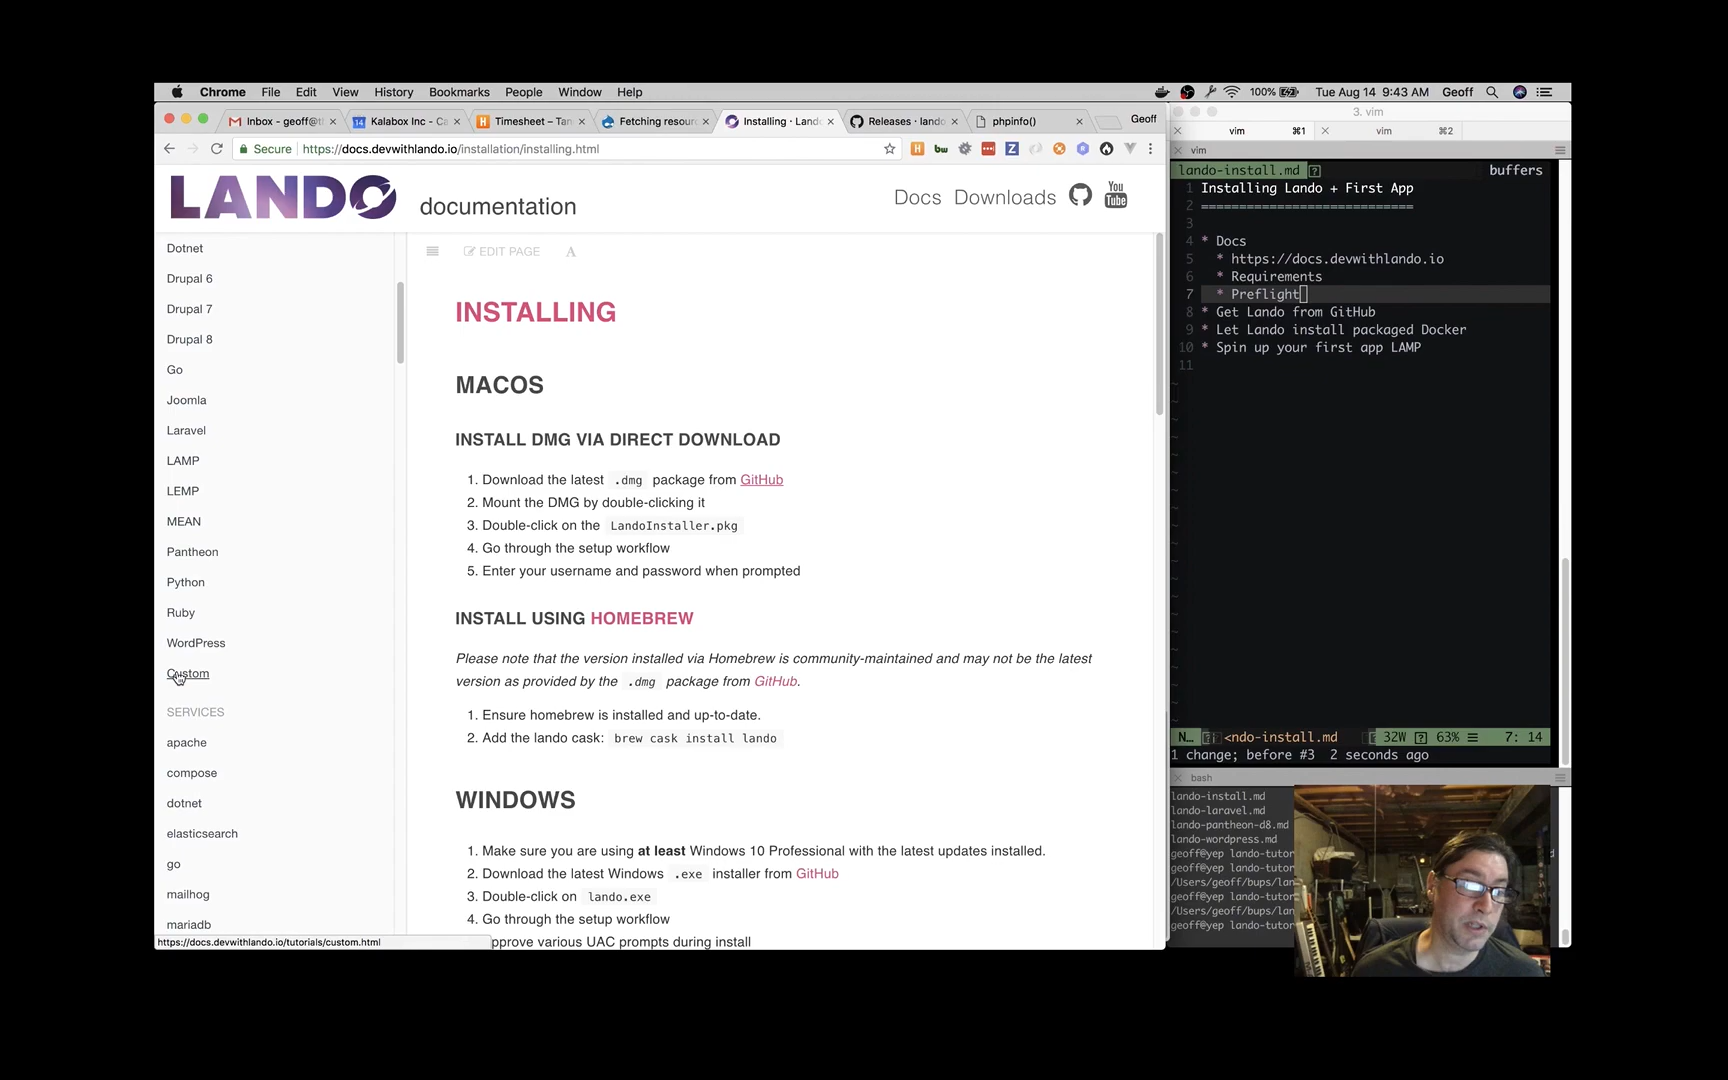 Chrome File Edit View History Bookmarks People Window Help
100% Tue Aug 14 9:43 AM Geoff
Inbox - geoff@t
Kalabox Inc - Ca
Timesheet – Tan
Fetching resourc
Installing · Land
Releases · lando
phpinfo()
Geoff
Secure https://docs.devwithlando.io/installation/installing.html
LANDO documentation
Docs Downloads You Tube
Dotnet
Drupal 6
Drupal 7
Drupal 8
Go
Joomla
Laravel
LAMP
LEMP
MEAN
Pantheon
Python
Ruby
WordPress
Custom
SERVICES
apache
compose
dotnet
elasticsearch
go
mailhog
mariadb
https://docs.devwithlando.io/tutorials/custom.html
EDIT PAGE A
INSTALLING
MACOS
INSTALL DMG VIA DIRECT DOWNLOAD
1. Download the latest .dmg package from GitHub
2. Mount the DMG by double-clicking it
3. Double-click on the LandoInstaller.pkg
4. Go through the setup workflow
5. Enter your username and password when prompted
INSTALL USING HOMEBREW
Please note that the version installed via Homebrew is community-maintained and may not be the latest
version as provided by the .dmg package from GitHub.
1. Ensure homebrew is installed and up-to-date.
2. Add the lando cask: brew cask install lando
WINDOWS
1. Make sure you are using at least Windows 10 Professional with the latest updates installed.
2. Download the latest Windows .exe installer from GitHub
3. Double-click on lando.exe
4. Go through the setup workflow
pprove various UAC prompts during install
3. vim
vim ⌘1 vim ⌘2
vim
lando-install.md buffers
1 Installing Lando + First App
2 ============================
3
4 * Docs
5 * https://docs.devwithlando.io
6 * Requirements
7 * Preflight
8 * Get Lando from GitHub
9 * Let Lando install packaged Docker
10 * Spin up your first app LAMP
11
N… <ndo-install.md 32W 63% 7: 14
1 change; before #3 2 seconds ago
bash
lando-install.md
lando-laravel.md
lando-pantheon-d8.md
lando-wordpress.md
geoff@yep lando-tutor
geoff@yep lando-tutor
/Users/geoff/bups/lan
geoff@yep lando-tutor
/Users/geoff/bups/lan
geoff@yep lando-tutor